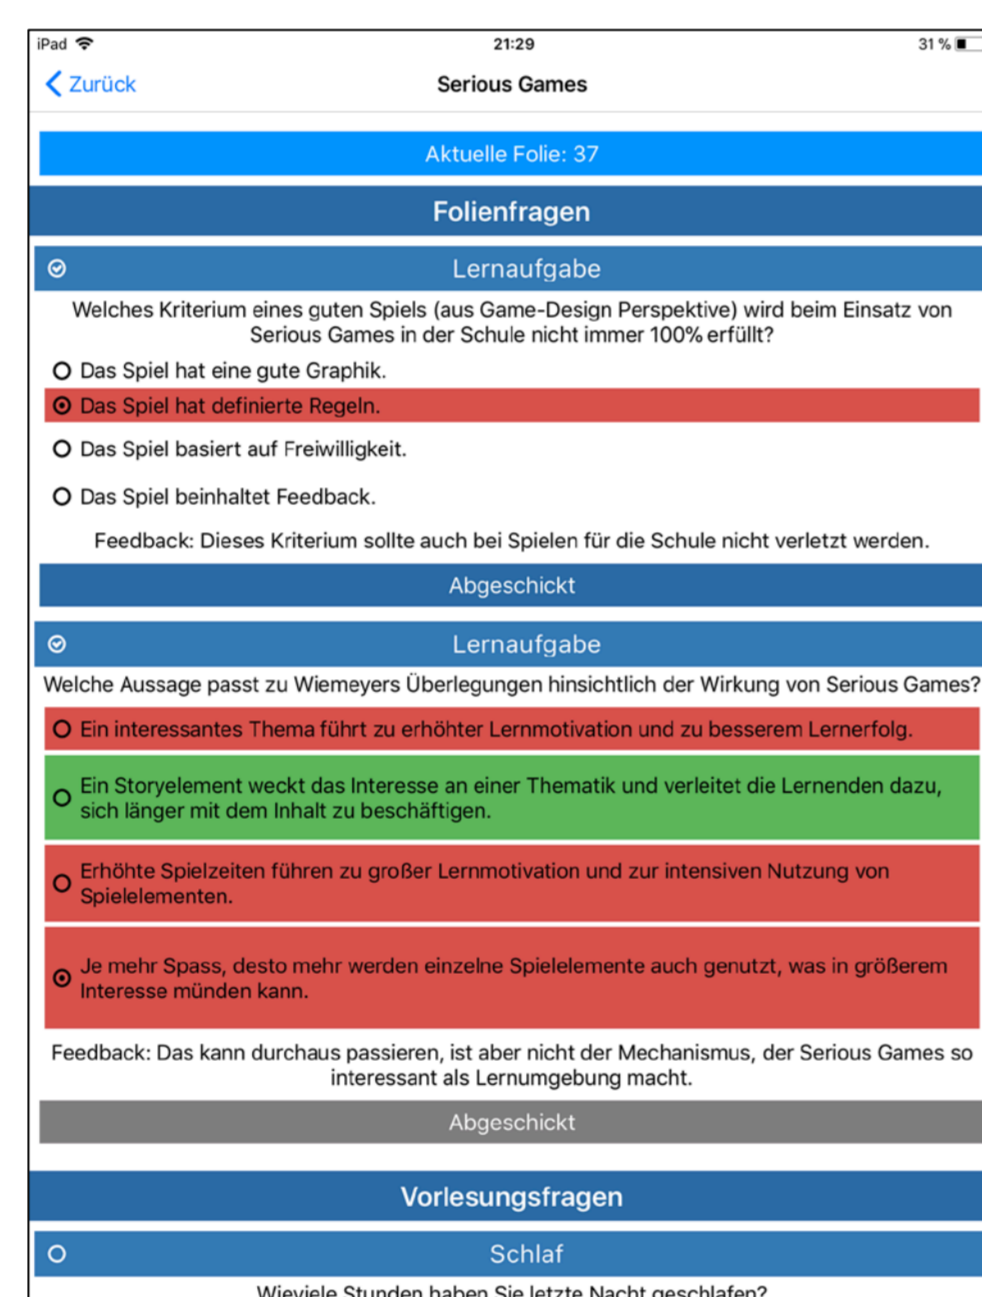 iPad 21:29 31 %
Zurück Serious Games
Aktuelle Folie: 37
Folienfragen
Lernaufgabe
Welches Kriterium eines guten Spiels (aus Game-Design Perspektive) wird beim Einsatz von
Serious Games in der Schule nicht immer 100% erfüllt?
Das Spiel hat eine gute Graphik.
Das Spiel hat definierte Regeln.
Das Spiel basiert auf Freiwilligkeit.
Das Spiel beinhaltet Feedback.
Feedback: Dieses Kriterium sollte auch bei Spielen für die Schule nicht verletzt werden.
Abgeschickt
Lernaufgabe
Welche Aussage passt zu Wiemeyers Überlegungen hinsichtlich der Wirkung von Serious Games?
Ein interessantes Thema führt zu erhöhter Lernmotivation und zu besserem Lernerfolg.
Ein Storyelement weckt das Interesse an einer Thematik und verleitet die Lernenden dazu,
sich länger mit dem Inhalt zu beschäftigen.
Erhöhte Spielzeiten führen zu großer Lernmotivation und zur intensiven Nutzung von
Spielelementen.
Je mehr Spass, desto mehr werden einzelne Spielelemente auch genutzt, was in größerem
Interesse münden kann.
Feedback: Das kann durchaus passieren, ist aber nicht der Mechanismus, der Serious Games so
interessant als Lernumgebung macht.
Abgeschickt
Vorlesungsfragen
Schlaf
Wieviele Stunden haben Sie letzte Nacht geschlafen?